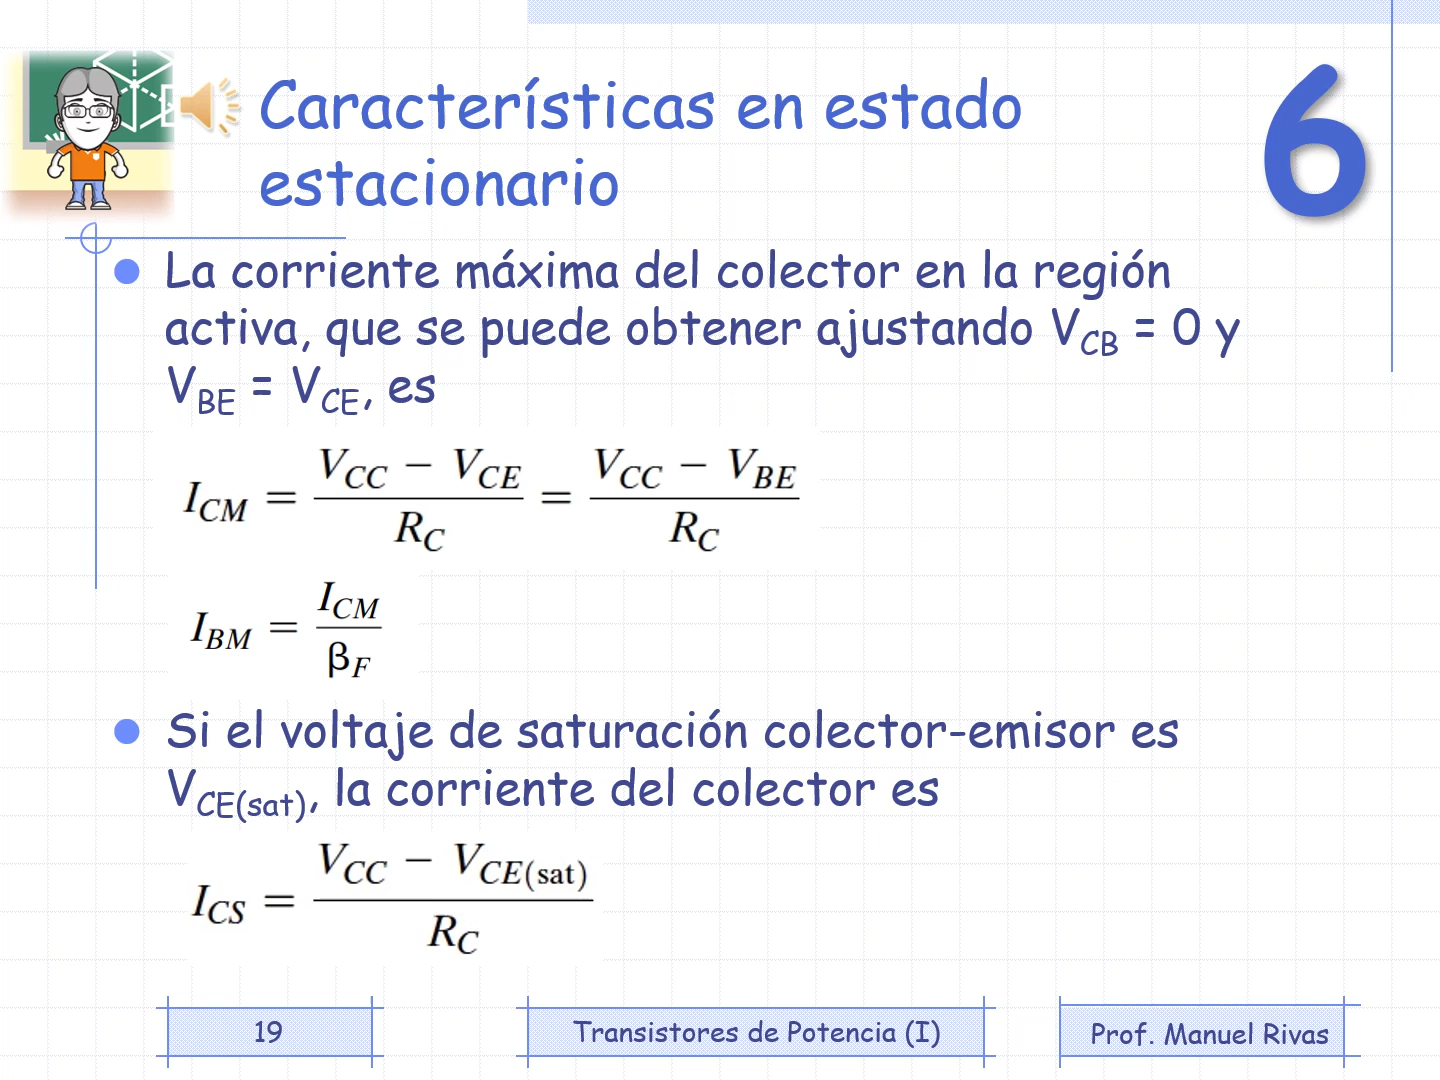 Características en estado
estacionario
6
La corriente máxima del colector en la región
activa, que se puede obtener ajustando V_CB = 0 y
V_BE = V_CE, es
I_CM = (V_CC − V_CE) / R_C = (V_CC − V_BE) / R_C
I_BM = I_CM / β_F
Si el voltaje de saturación colector-emisor es
V_CE(sat), la corriente del colector es
I_CS = (V_CC − V_CE(sat)) / R_C
19
Transistores de Potencia (I)
Prof. Manuel Rivas